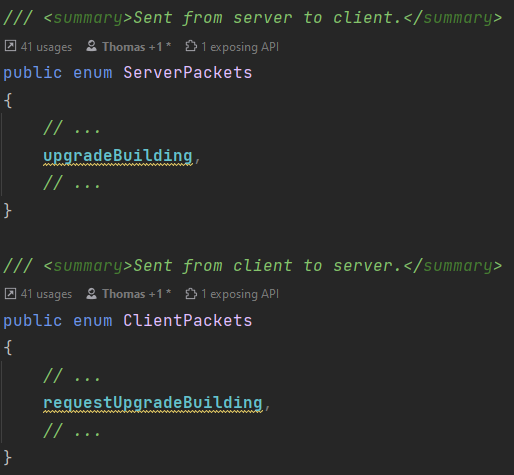 /// <summary>Sent from server to client.</summary>
41 usages Thomas +1 * 1 exposing API
public enum ServerPackets
{
// ...
upgradeBuilding,
// ...
}
/// <summary>Sent from client to server.</summary>
41 usages Thomas +1 * 1 exposing API
public enum ClientPackets
{
// ...
requestUpgradeBuilding,
// ...
}